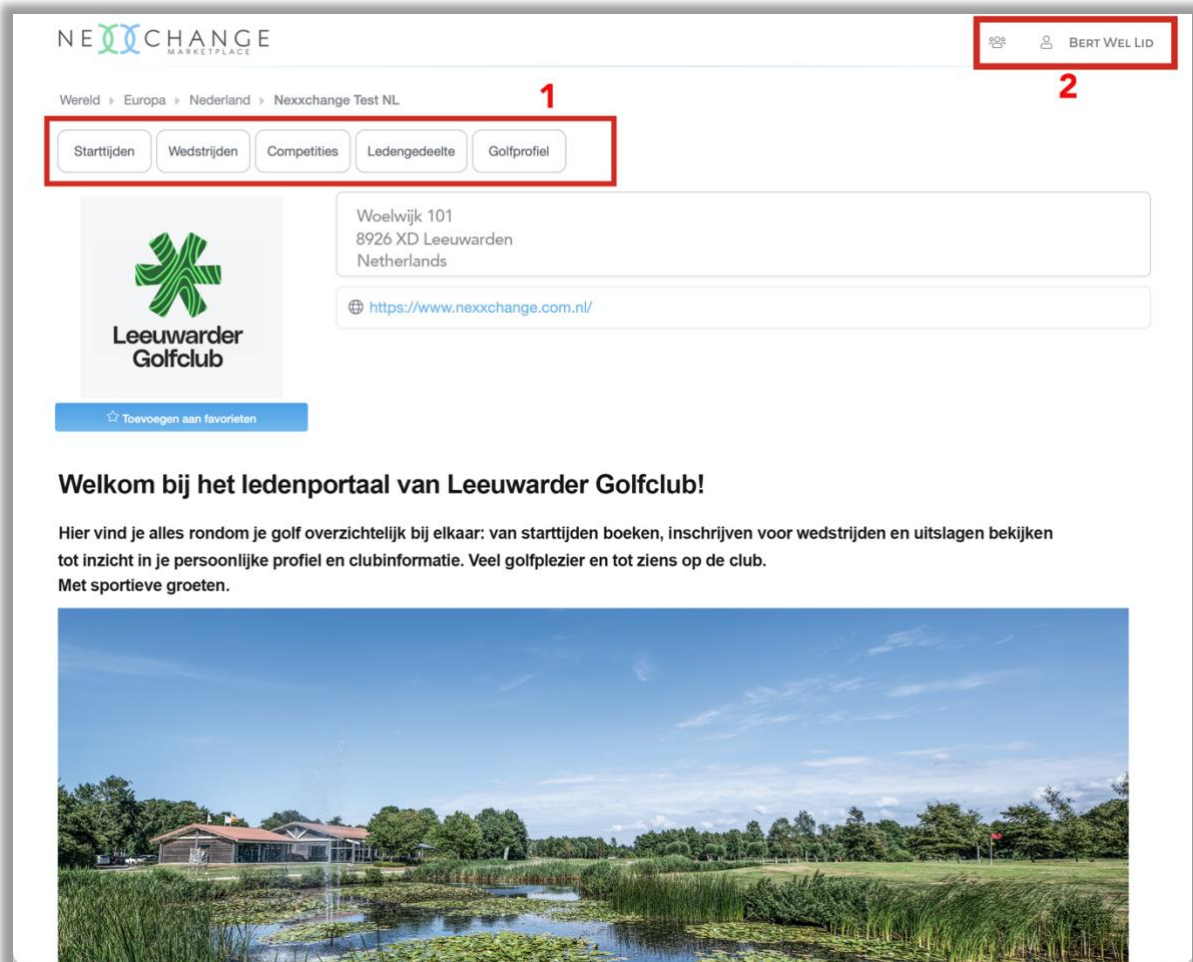 NEXXCHANGE
MARKETPLACE
BERT WEL LID
2
Wereld Europa Nederland Nexxchange Test NL
1
Starttijden Wedstrijden Competities Ledengedeelte Golfprofiel
Woelwijk 101
8926 XD Leeuwarden
Netherlands
https://www.nexxchange.com.nl/
Leeuwarder
Golfclub
Toevoegen aan favorieten
Welkom bij het ledenportaal van Leeuwarder Golfclub!
Hier vind je alles rondom je golf overzichtelijk bij elkaar: van starttijden boeken, inschrijven voor wedstrijden en uitslagen bekijken
tot inzicht in je persoonlijke profiel en clubinformatie. Veel golfplezier en tot ziens op de club.
Met sportieve groeten.